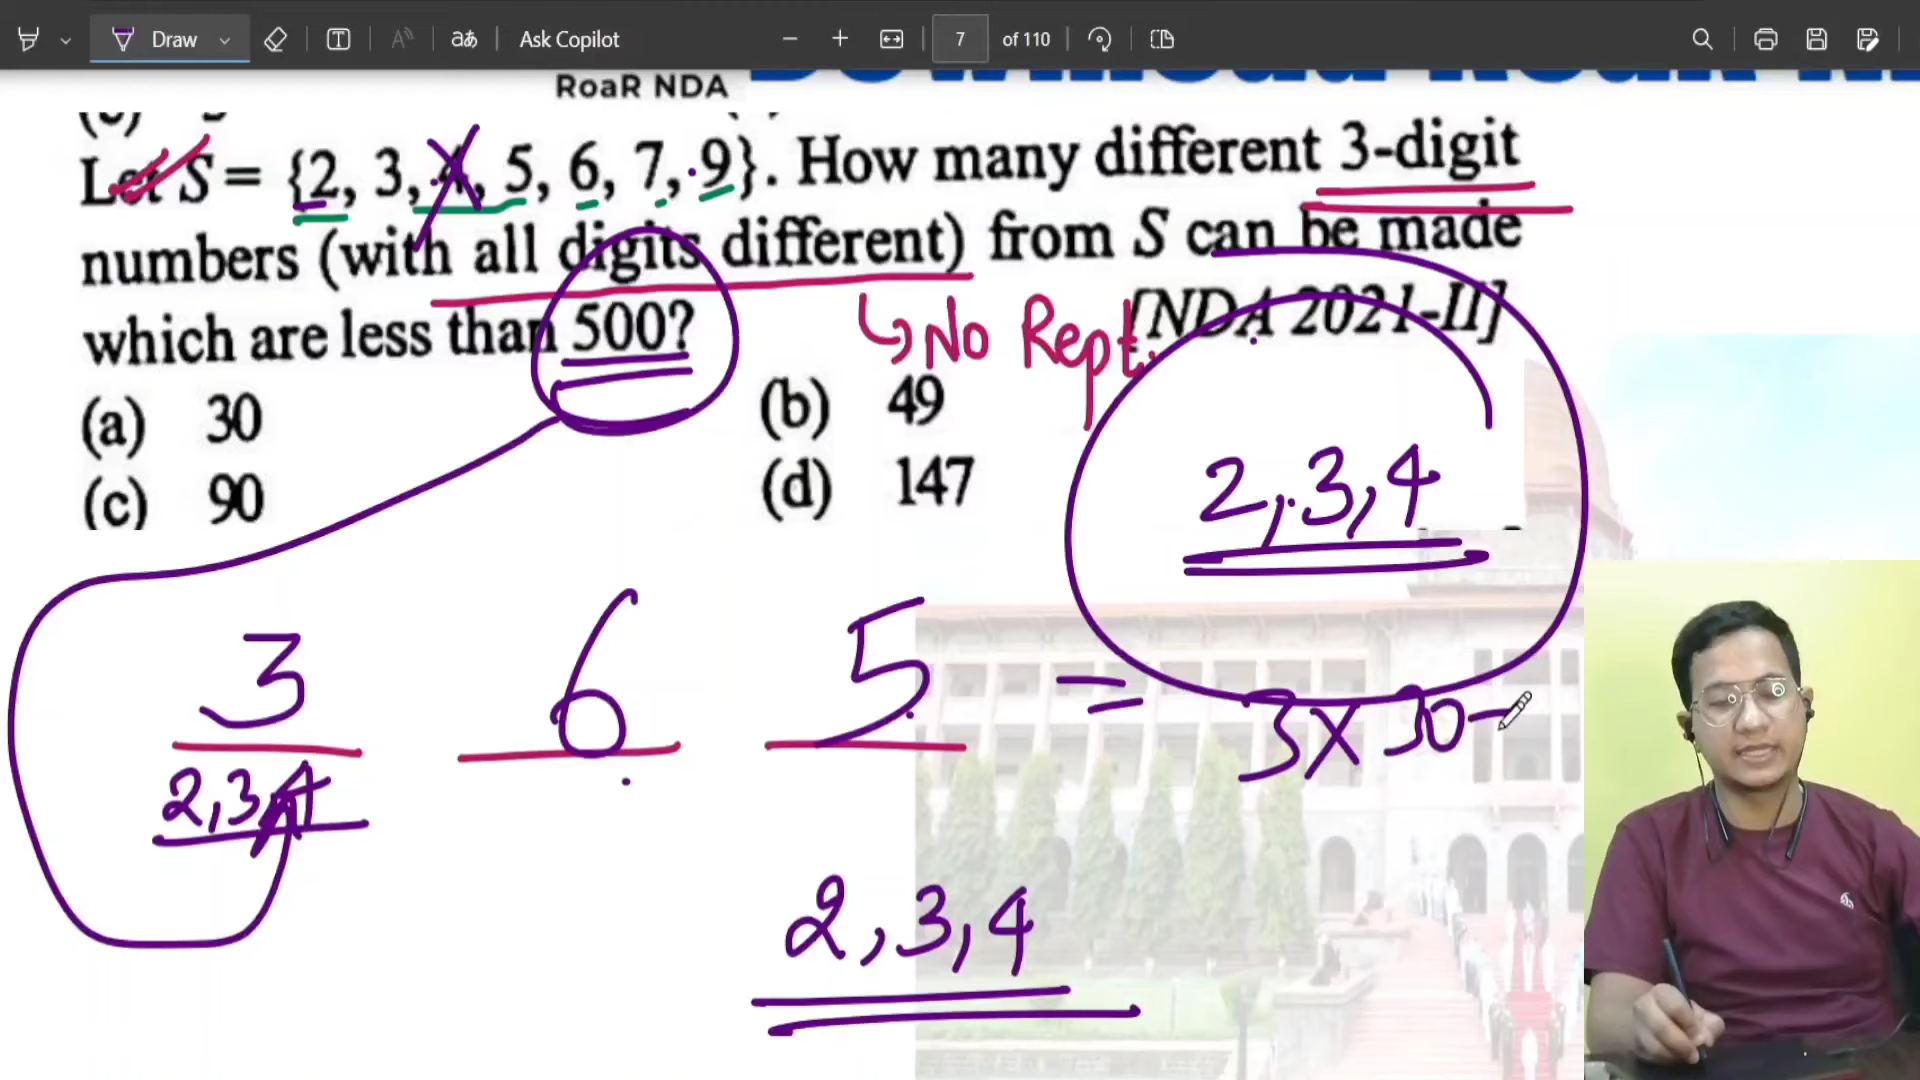 Draw
aあ
Ask Copilot
7 of 110
RoaR NDA
Let S = {2, 3, 4, 5, 6, 7, 9}. How many different 3-digit
numbers (with all digits different) from S can be made
which are less than 500? [NDA 2021-II]
No Rept.
(a) 30 (b) 49
(c) 90 (d) 147
2, 3, 4
3 6 5 = 3 x 30
2, 3, 4
2, 3, 4